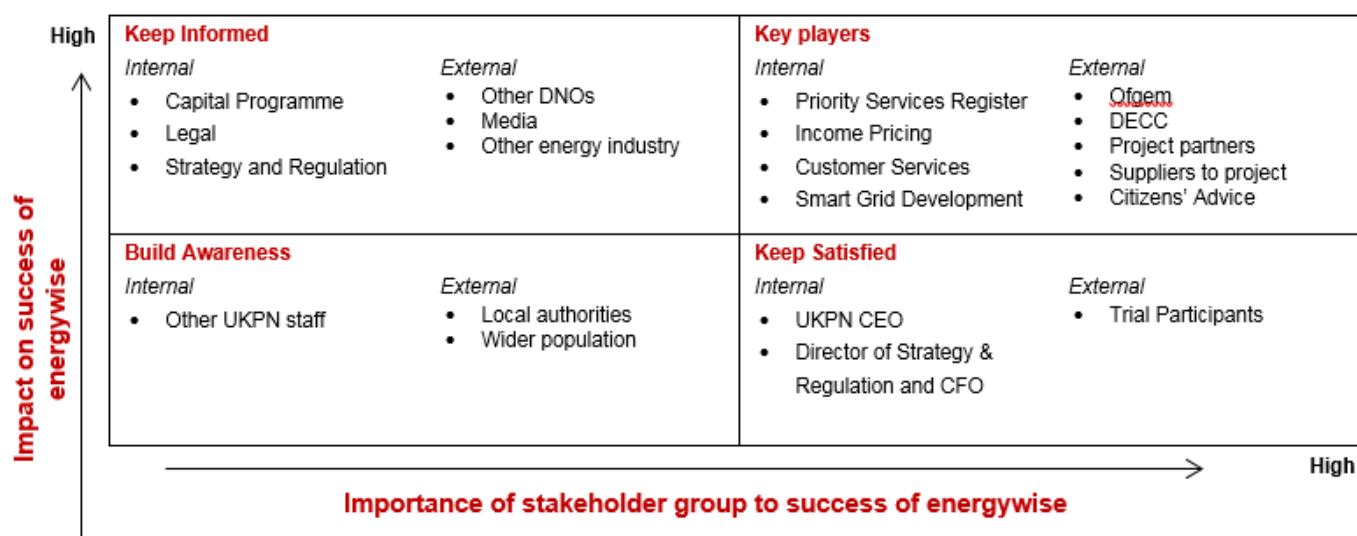 High
Keep Informed
Internal
• Capital Programme
• Legal
• Strategy and Regulation
External
• Other DNOs
• Media
• Other energy industry
Key players
Internal
• Priority Services Register
• Income Pricing
• Customer Services
• Smart Grid Development
External
• Ofgem
• DECC
• Project partners
• Suppliers to project
• Citizens’ Advice
Impact on success of
energywise
Build Awareness
Internal
• Other UKPN staff
External
• Local authorities
• Wider population
Keep Satisfied
Internal
• UKPN CEO
• Director of Strategy &
Regulation and CFO
External
• Trial Participants
High
Importance of stakeholder group to success of energywise